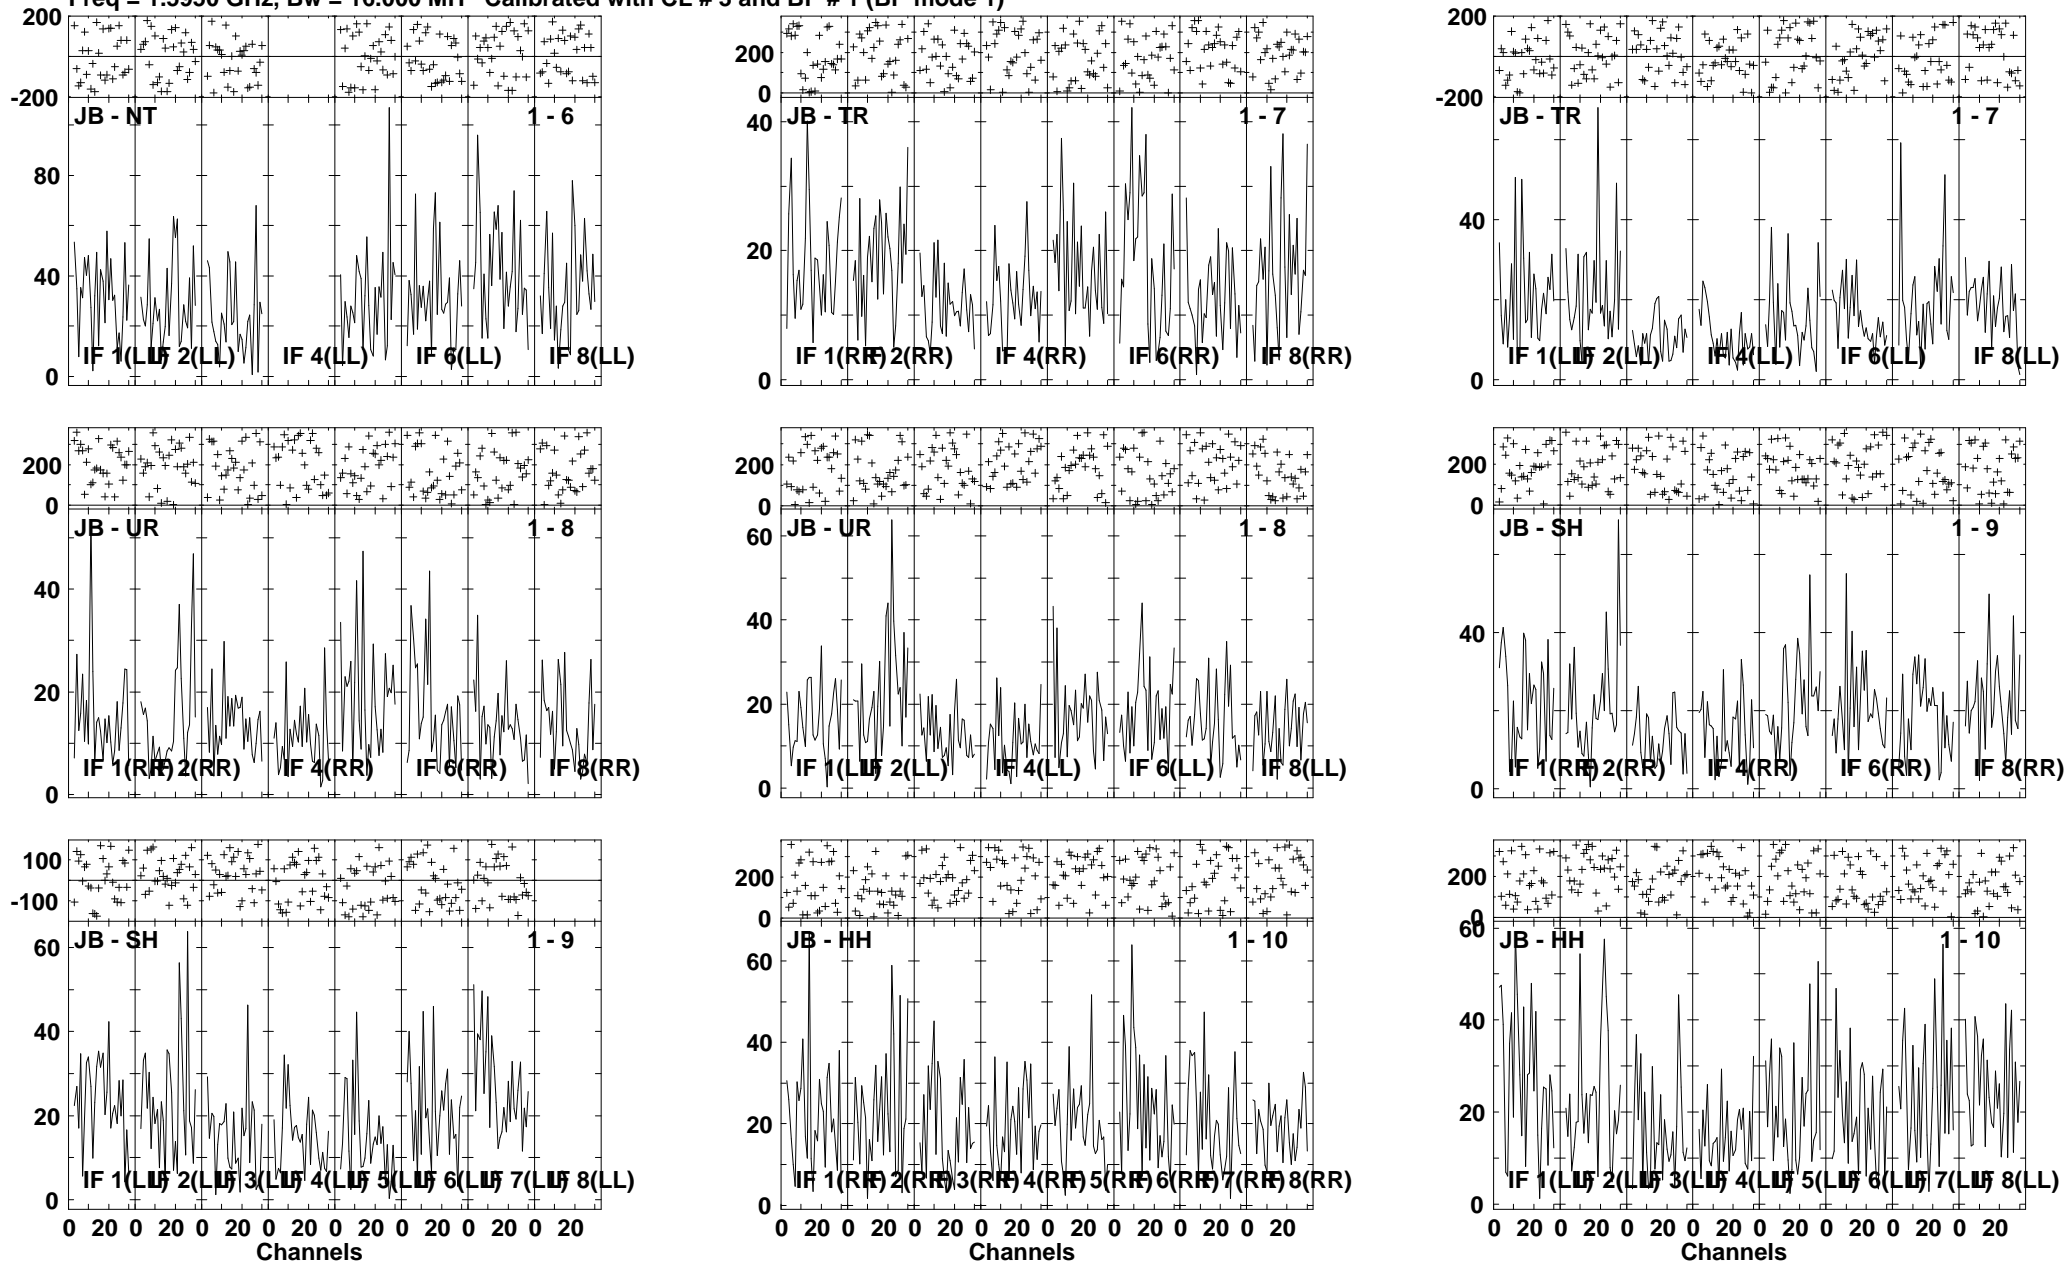 Freq = 1.5950 GHz, Bw = 16.000 MH Calibrated with CL # 3 and BP # 1 (BP mode 1)
200
-200
JB - NT 1 - 6
80
40
0
IF 1(LL) IF 2(LL) IF 4(LL) IF 6(LL) IF 8(LL)
200
0
JB - TR 1 - 7
40
20
0
IF 1(RR) IF 2(RR) IF 4(RR) IF 6(RR) IF 8(RR)
200
-200
JB - TR 1 - 7
40
0
IF 1(LL) IF 2(LL) IF 4(LL) IF 6(LL) IF 8(LL)
200
0
JB - UR 1 - 8
40
20
0
IF 1(RR) IF 2(RR) IF 4(RR) IF 6(RR) IF 8(RR)
200
0
JB - UR 1 - 8
60
40
20
0
IF 1(LL) IF 2(LL) IF 4(LL) IF 6(LL) IF 8(LL)
200
0
JB - SH 1 - 9
40
0
IF 1(RR) IF 2(RR) IF 4(RR) IF 6(RR) IF 8(RR)
100
-100
JB - SH 1 - 9
60
40
20
0
IF 1(LL) IF 2(LL) IF 3(LL) IF 4(LL) IF 5(LL) IF 6(LL) IF 7(LL) IF 8(LL)
0 20 0 20 0 20 0 20 0 20 0 20 0 20 0 20
Channels
200
0
JB - HH 1 - 10
60
40
20
0
IF 1(RR) IF 2(RR) IF 3(RR) IF 4(RR) IF 5(RR) IF 6(RR) IF 7(RR) IF 8(RR)
0 20 0 20 0 20 0 20 0 20 0 20 0 20 0 20
Channels
200
0
JB - HH 1 - 10
60
40
20
0
IF 1(LL) IF 2(LL) IF 3(LL) IF 4(LL) IF 5(LL) IF 6(LL) IF 7(LL) IF 8(LL)
0 20 0 20 0 20 0 20 0 20 0 20 0 20 0 20
Channels